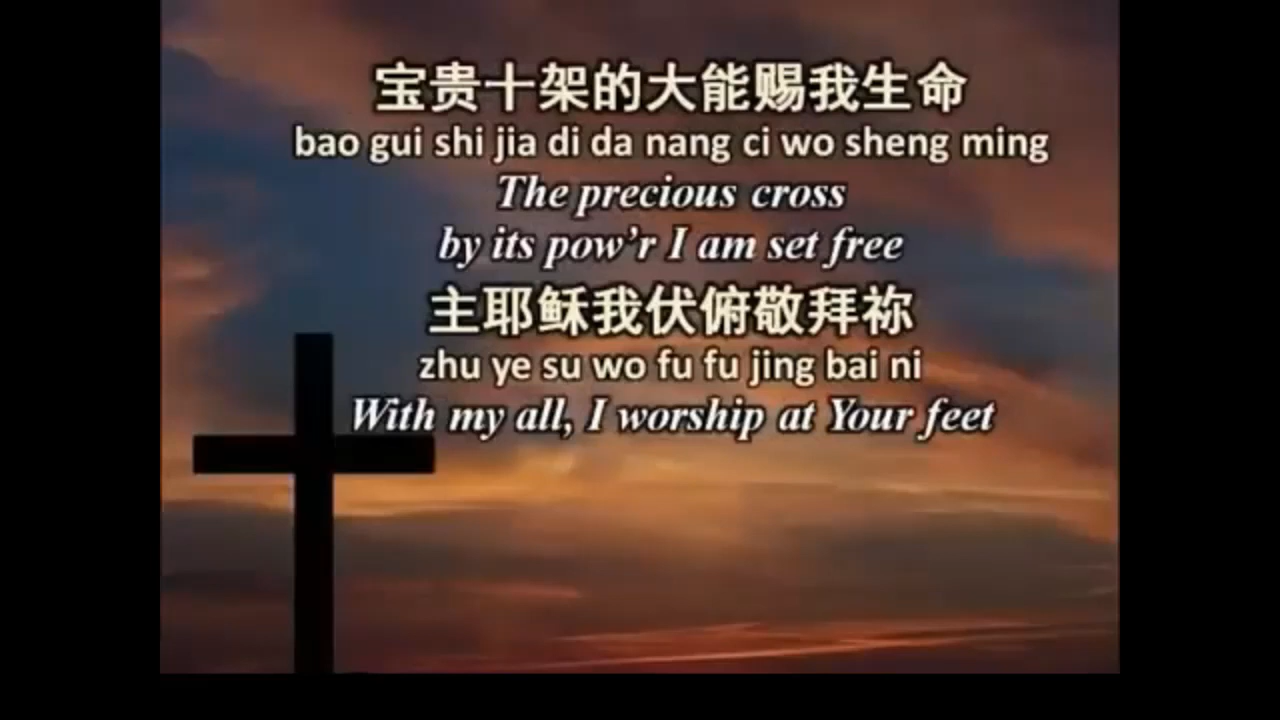 宝贵十架的大能赐我生命
bao gui shi jia di da nang ci wo sheng ming
The precious cross
by its pow'r I am set free
主耶稣我伏俯敬拜祢
zhu ye su wo fu fu jing bai ni
With my all, I worship at Your feet